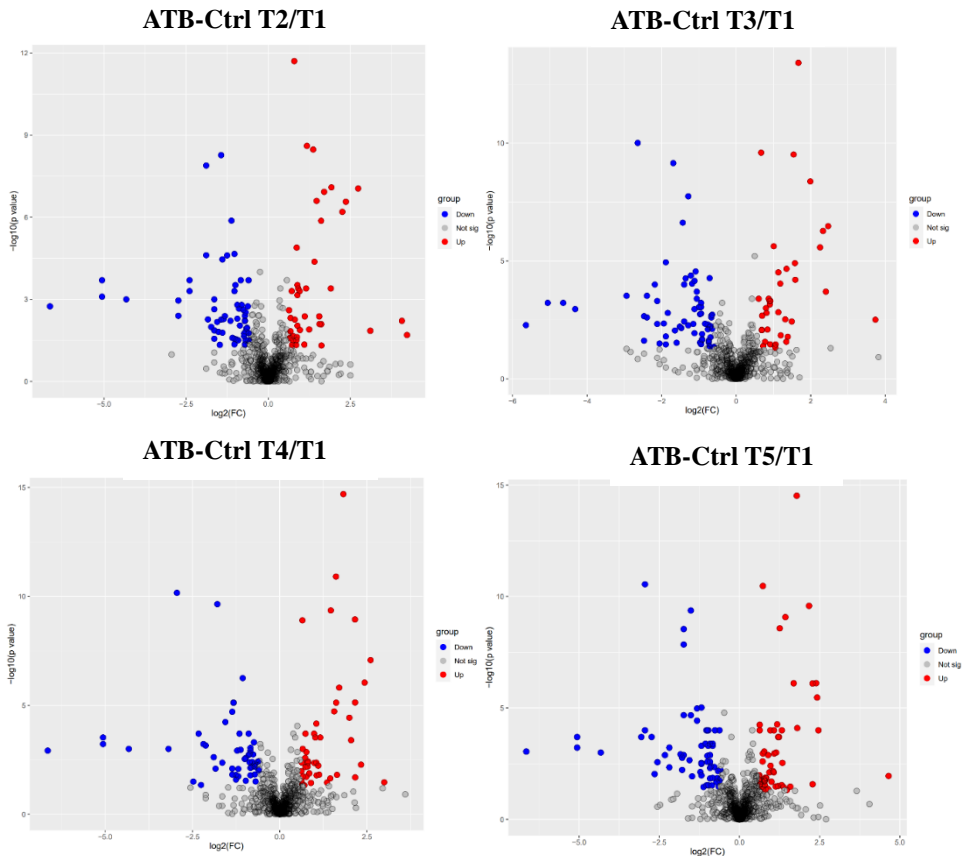 ATB-Ctrl T2/T1
12
9
6
3
0
−log10(p value)
−5.0
−2.5
0.0
2.5
log2(FC)
group
Down
Not sig
Up
ATB-Ctrl T3/T1
10
5
0
−log10(p value)
−6
−4
−2
0
2
4
log2(FC)
group
Down
Not sig
Up
ATB-Ctrl T4/T1
15
10
5
0
−log10(p value)
−5.0
−2.5
0.0
2.5
log2(FC)
group
Down
Not sig
Up
ATB-Ctrl T5/T1
15
10
5
0
−log10(p value)
−5.0
−2.5
0.0
2.5
5.0
log2(FC)
group
Down
Not sig
Up